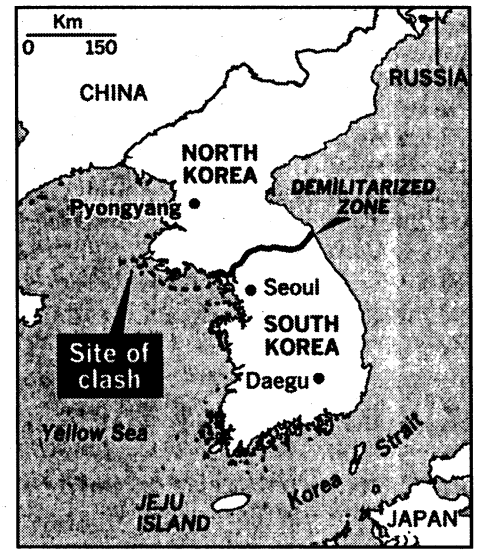 Km
0 150
RUSSIA
CHINA
NORTH
KOREA
DEMILITARIZED
ZONE
Pyongyang
Seoul
SOUTH
KOREA
Site of
clash
Daegu
Yellow Sea
Korea Strait
JEJU
ISLAND
JAPAN